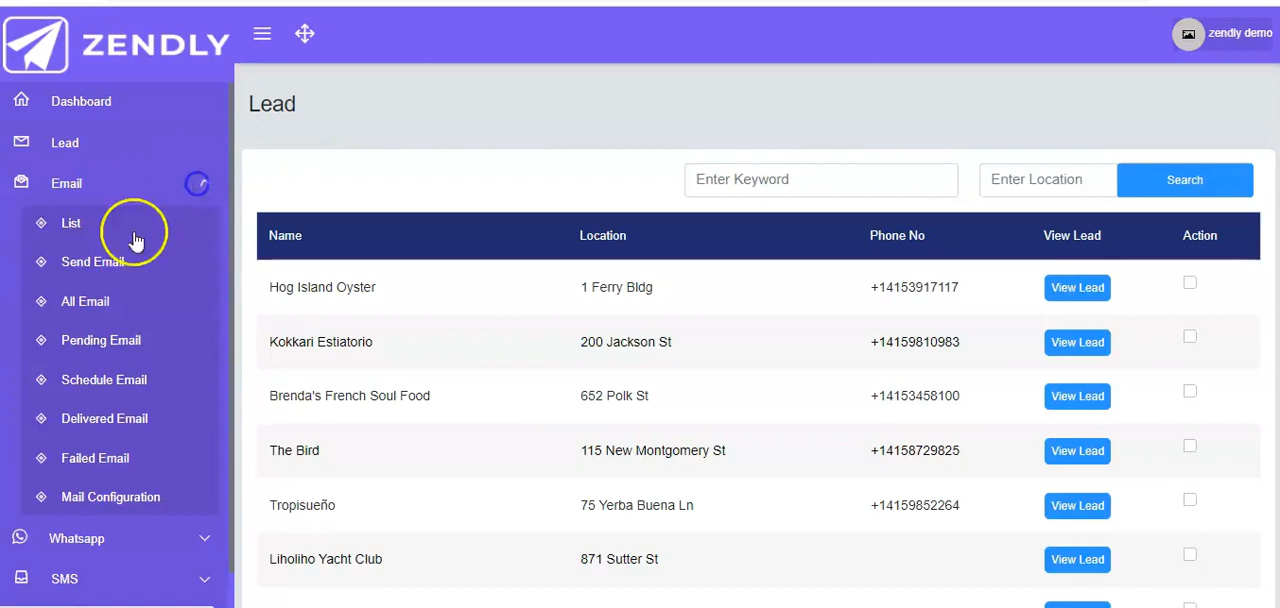 ZENDLY
zendly demo
Dashboard
Lead
Email
List
Send Email
All Email
Pending Email
Schedule Email
Delivered Email
Failed Email
Mail Configuration
Whatsapp
SMS
Lead
Enter Keyword
Enter Location
Search
Name Location Phone No View Lead Action
Hog Island Oyster 1 Ferry Bldg +14153917117 View Lead
Kokkari Estiatorio 200 Jackson St +14159810983 View Lead
Brenda's French Soul Food 652 Polk St +14153458100 View Lead
The Bird 115 New Montgomery St +14158729825 View Lead
Tropisueño 75 Yerba Buena Ln +14159852264 View Lead
Liholiho Yacht Club 871 Sutter St View Lead